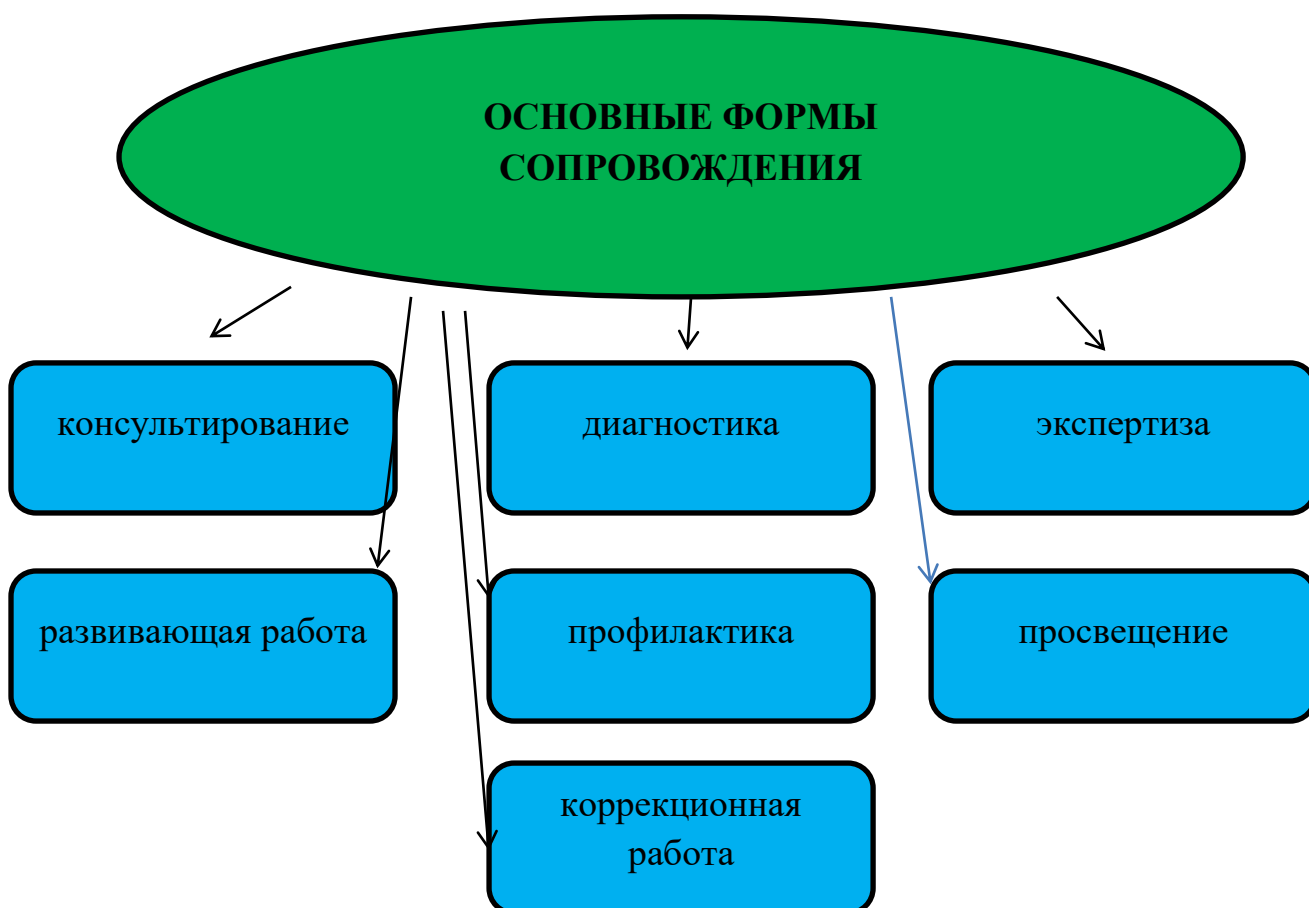 ОСНОВНЫЕ ФОРМЫ
СОПРОВОЖДЕНИЯ
консультирование
диагностика
экспертиза
развивающая работа
профилактика
просвещение
коррекционная
работа